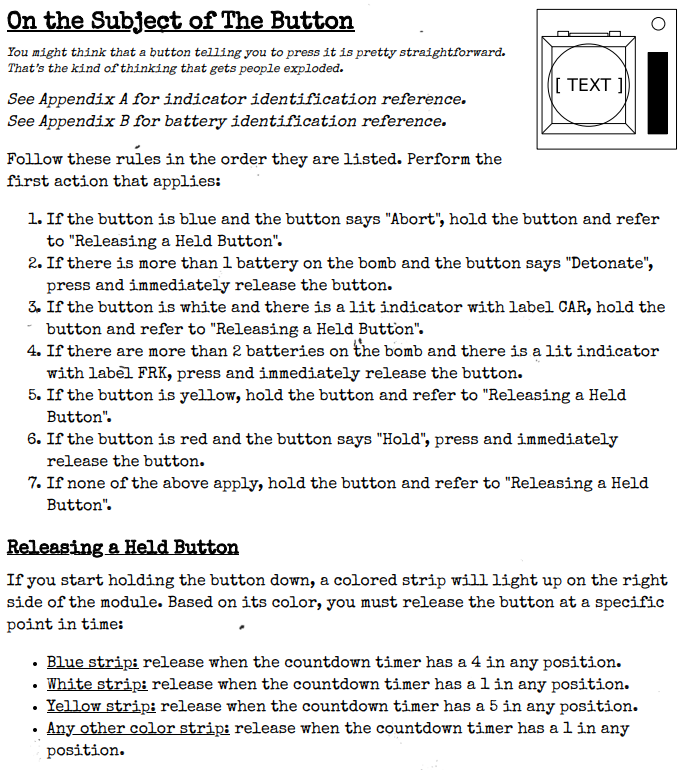 On the Subject of The Button
You might think that a button telling you to press it is pretty straightforward.
That's the kind of thinking that gets people exploded.
[ TEXT ]
See Appendix A for indicator identification reference.
See Appendix B for battery identification reference.
Follow these rules in the order they are listed. Perform the
first action that applies:
1. If the button is blue and the button says "Abort", hold the button and refer
to "Releasing a Held Button".
2. If there is more than 1 battery on the bomb and the button says "Detonate",
press and immediately release the button.
3. If the button is white and there is a lit indicator with label CAR, hold the
button and refer to "Releasing a Held Button".
4. If there are more than 2 batteries on the bomb and there is a lit indicator
with label FRK, press and immediately release the button.
5. If the button is yellow, hold the button and refer to "Releasing a Held
Button".
6. If the button is red and the button says "Hold", press and immediately
release the button.
7. If none of the above apply, hold the button and refer to "Releasing a Held
Button".
Releasing a Held Button
If you start holding the button down, a colored strip will light up on the right
side of the module. Based on its color, you must release the button at a specific
point in time:
• Blue strip: release when the countdown timer has a 4 in any position.
• White strip: release when the countdown timer has a 1 in any position.
• Yellow strip: release when the countdown timer has a 5 in any position.
• Any other color strip: release when the countdown timer has a 1 in any
position.